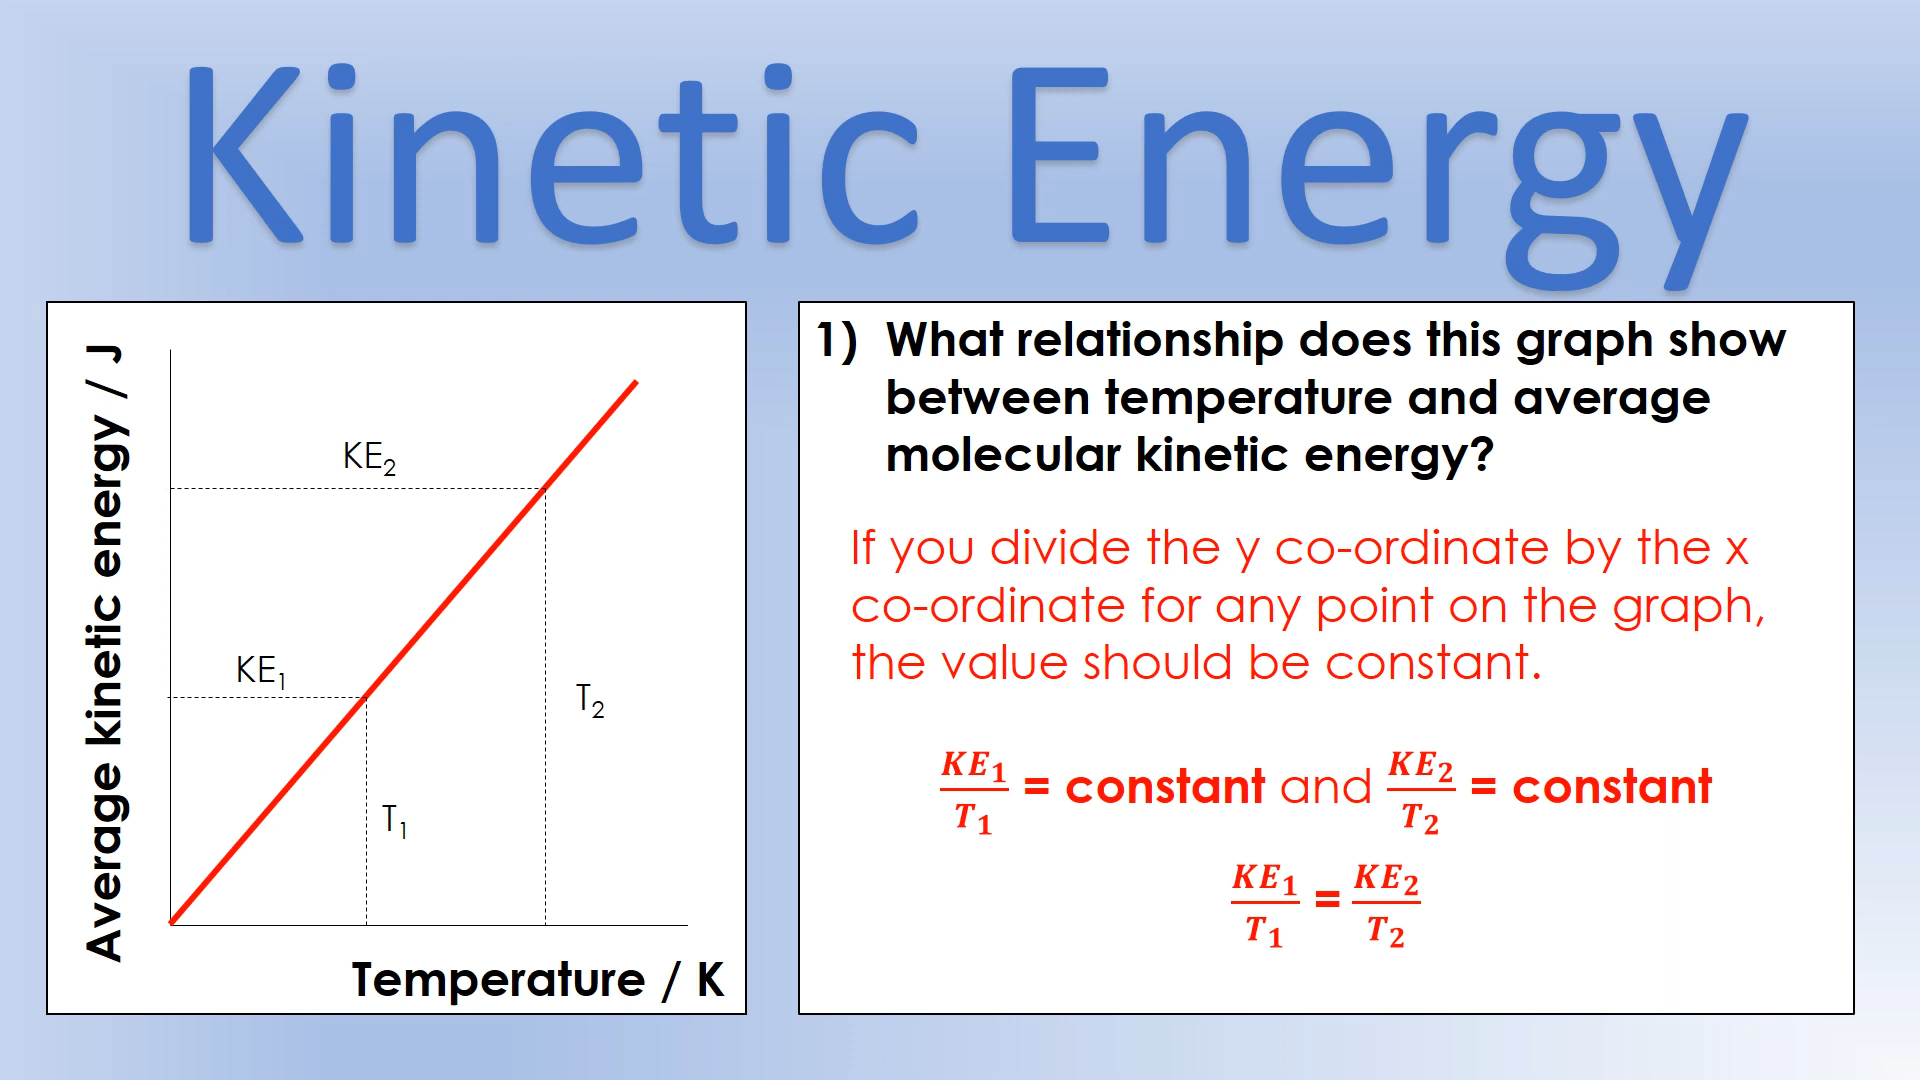 Kinetic Energy
Average kinetic energy / J
KE₂
KE₁
T₂
T₁
Temperature / K
1) What relationship does this graph show
between temperature and average
molecular kinetic energy?
If you divide the y co-ordinate by the x
co-ordinate for any point on the graph,
the value should be constant.
KE₁/T₁ = constant and KE₂/T₂ = constant
KE₁/T₁ = KE₂/T₂